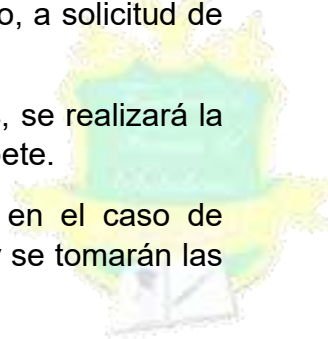 o, a solicitud de
, se realizará la
ete.
en el caso de
se tomarán las